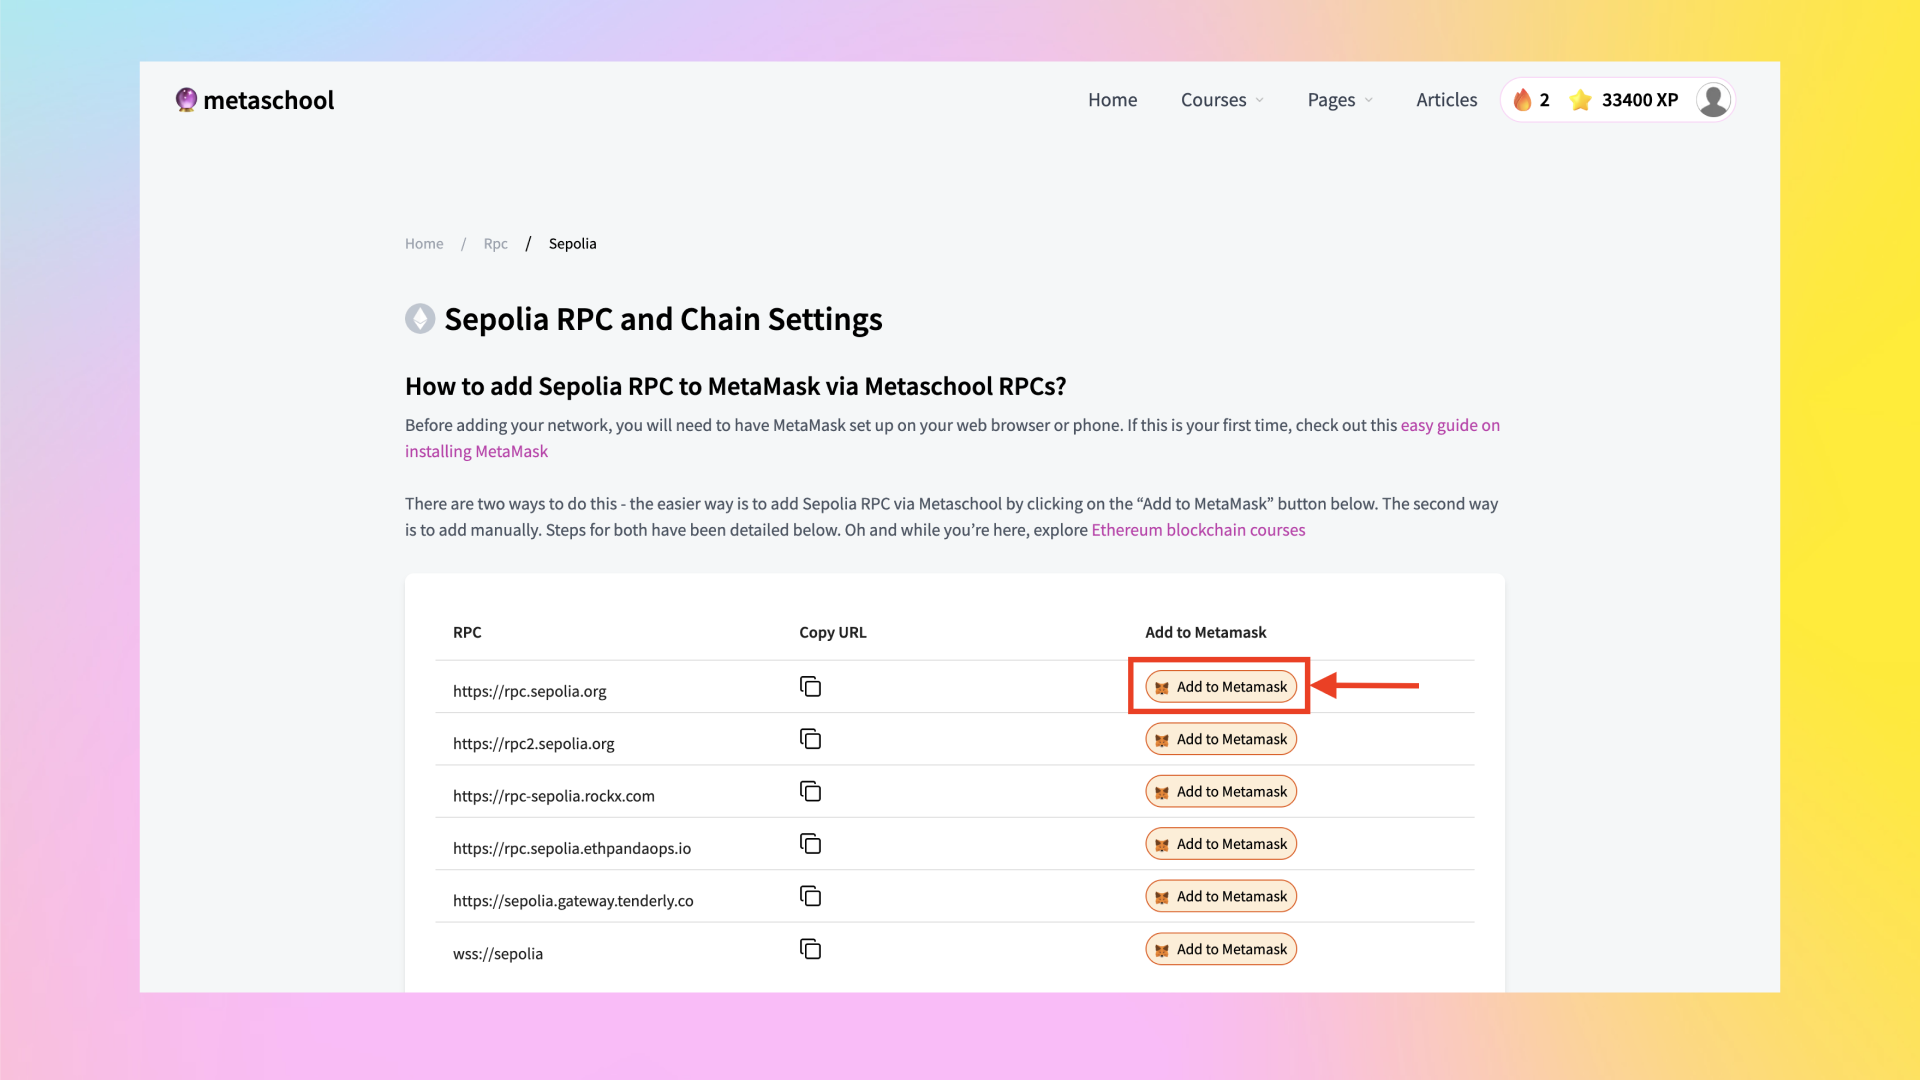 metaschool
Home Courses Pages Articles 2 33400 XP
Home / Rpc / Sepolia
Sepolia RPC and Chain Settings
How to add Sepolia RPC to MetaMask via Metaschool RPCs?
Before adding your network, you will need to have MetaMask set up on your web browser or phone. If this is your first time, check out this easy guide on
installing MetaMask
There are two ways to do this - the easier way is to add Sepolia RPC via Metaschool by clicking on the “Add to MetaMask” button below. The second way
is to add manually. Steps for both have been detailed below. Oh and while you’re here, explore Ethereum blockchain courses
RPC Copy URL Add to Metamask
https://rpc.sepolia.org Add to Metamask
https://rpc2.sepolia.org Add to Metamask
https://rpc-sepolia.rockx.com Add to Metamask
https://rpc.sepolia.ethpandaops.io Add to Metamask
https://sepolia.gateway.tenderly.co Add to Metamask
wss://sepolia Add to Metamask